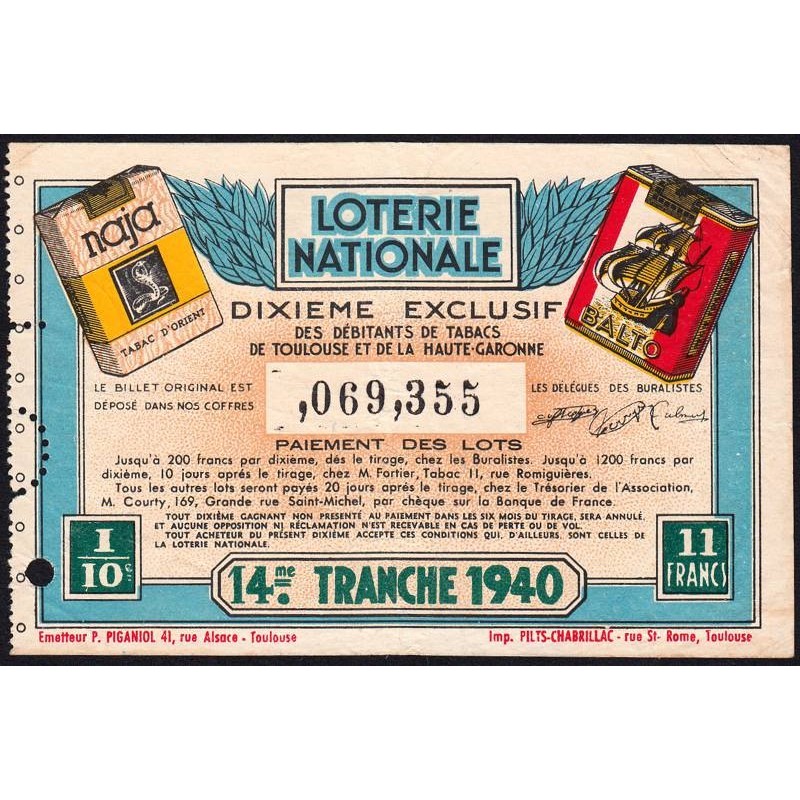 naja
TABAC D'ORIENT
LOTERIE
NATIONALE
BALTO
DIXIEME EXCLUSIF
DES DÉBITANTS DE TABACS
DE TOULOUSE ET DE LA HAUTE-GARONNE
LE BILLET ORIGINAL EST
DÉPOSÉ DANS NOS COFFRES
,069,355
LES DÉLÉGUES DES BURALISTES
PAIEMENT DES LOTS
Jusqu'à 200 francs par dixième, dés le tirage, chez les Buralistes. Jusqu'à 1200 francs par
dixième, 10 jours après le tirage, chez M. Fortier, Tabac 11, rue Romiguières.
Tous les autres lots seront payés 20 jours après le tirage, chez le Trésorier de l'Association,
M. Courty, 169, Grande rue Saint-Michel, par chèque sur la Banque de France.
TOUT DIXIÈME GAGNANT NON PRESENTÉ AU PAIEMENT DANS LES SIX MOIS DU TIRAGE, SERA ANNULÉ.
ET AUCUNE OPPOSITION NI RÉCLAMATION N'EST RECEVABLE EN CAS DE PERTE OU DE VOL.
TOUT ACHETEUR DU PRÉSENT DIXIÈME ACCEPTE CES CONDITIONS QUI, D'AILLEURS, SONT CELLES DE
LA LOTERIE NATIONALE.
1/10e
14me TRANCHE 1940
11
FRANCS
Emetteur P. PIGANIOL 41, rue Alsace - Toulouse
Imp. PILTS-CHABRILLAC - rue St- Rome, Toulouse